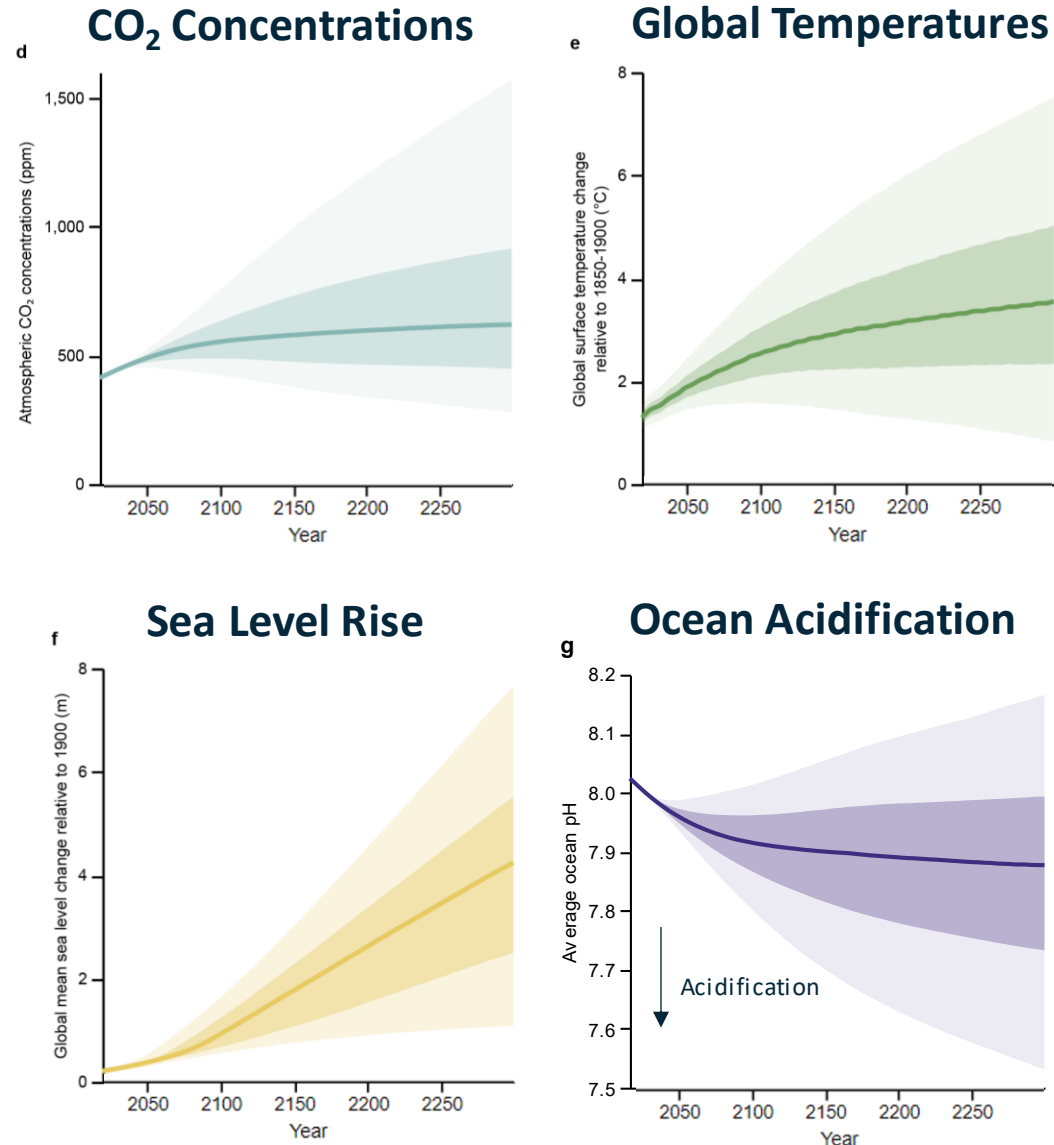 CO₂ Concentrations
d
Atmospheric CO₂ concentrations (ppm)
1,500
1,000
500
0
2050 2100 2150 2200 2250
Year
Global Temperatures
e
Global surface temperature change
relative to 1850-1900 (°C)
8
6
4
2
0
2050 2100 2150 2200 2250
Year
Sea Level Rise
f
Global mean sea level change relative to 1900 (m)
8
6
4
2
0
2050 2100 2150 2200 2250
Year
Ocean Acidification
g
Average ocean pH
8.2
8.1
8.0
7.9
7.8
7.7
7.6
7.5
Acidification
2050 2100 2150 2200 2250
Year